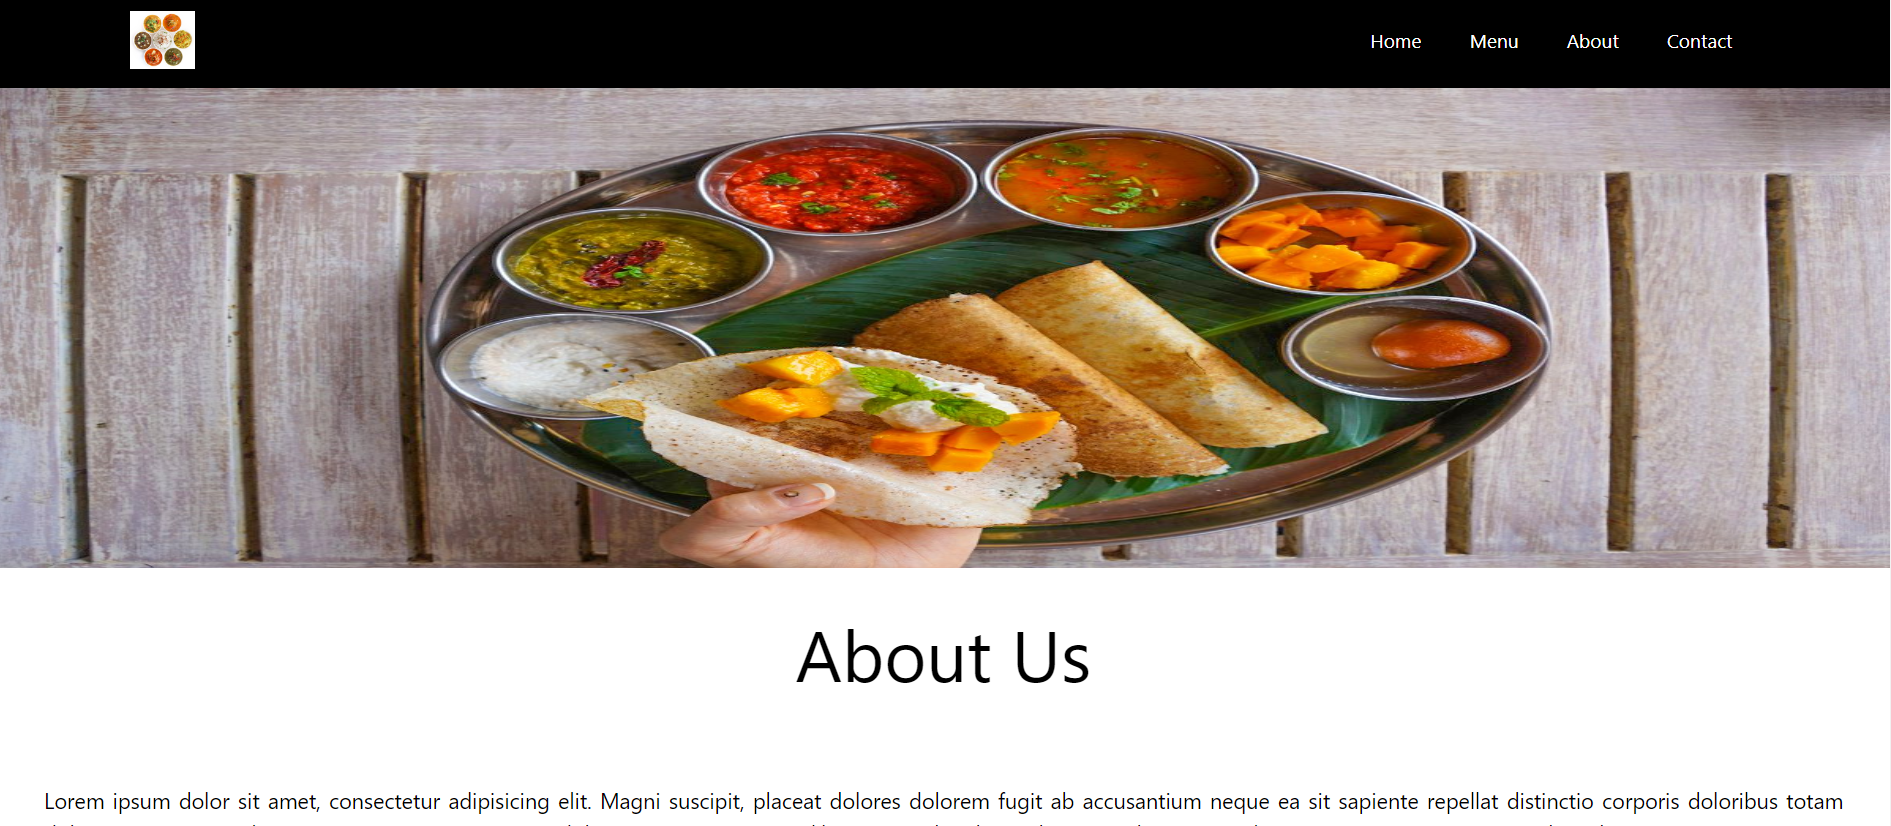 Home Menu About Contact
About Us
Lorem ipsum dolor sit amet, consectetur adipisicing elit. Magni suscipit, placeat dolores dolorem fugit ab accusantium neque ea sit sapiente repellat distinctio corporis doloribus totam